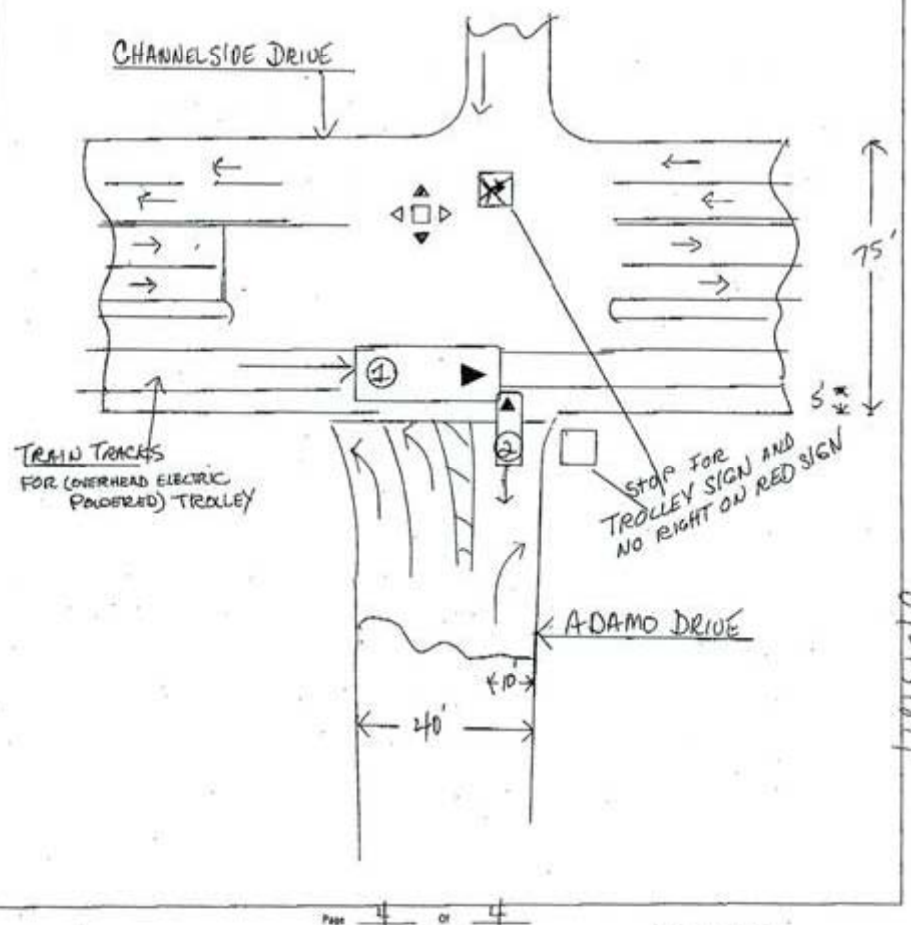 CHANNELSIDE DRIVE
75'
5'
1
2
TRAIN TRACKS
FOR (OVERHEAD ELECTRIC
POWERED) TROLLEY
STOP FOR
TROLLEY SIGN AND
NO RIGHT ON RED SIGN
ADAMO DRIVE
10'
40'
Page 4 Of 4